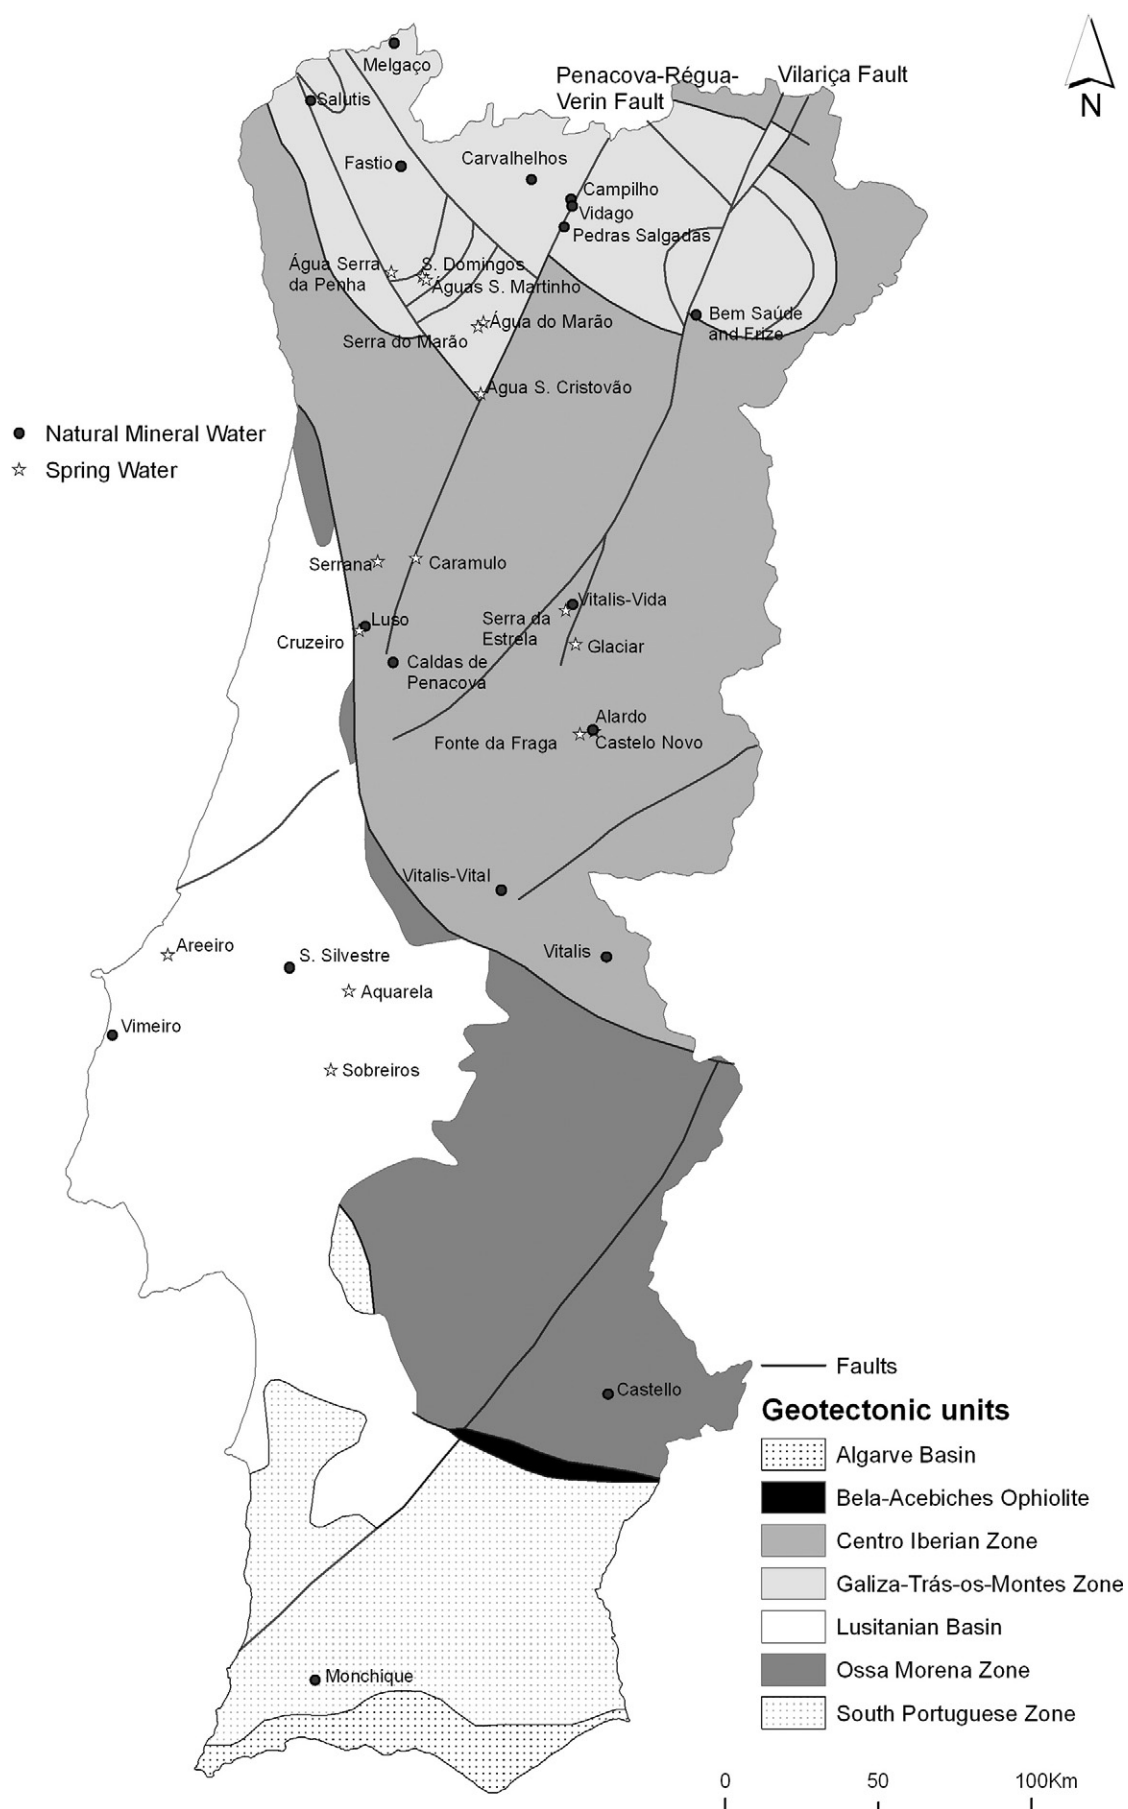 Melgaço
Penacova-Régua-
Verin Fault
Vilariça Fault
N
Salutis
Fastio
Carvalhelhos
Campilho
Vidago
Pedras Salgadas
Água Serra
da Penha
S. Domingos
Águas S. Martinho
Água do Marão
Serra do Marão
Bem Saúde
and Frize
Água S. Cristovão
Natural Mineral Water
Spring Water
Serrana
Caramulo
Vitalis-Vida
Serra da
Estrela
Luso
Cruzeiro
Glaciar
Caldas de
Penacova
Alardo
Fonte da Fraga
Castelo Novo
Vitalis-Vital
Areeiro
S. Silvestre
Vitalis
Aquarela
Vimeiro
Sobreiros
Castello
Monchique
Faults
Geotectonic units
Algarve Basin
Bela-Acebiches Ophiolite
Centro Iberian Zone
Galiza-Trás-os-Montes Zone
Lusitanian Basin
Ossa Morena Zone
South Portuguese Zone
0 50 100Km